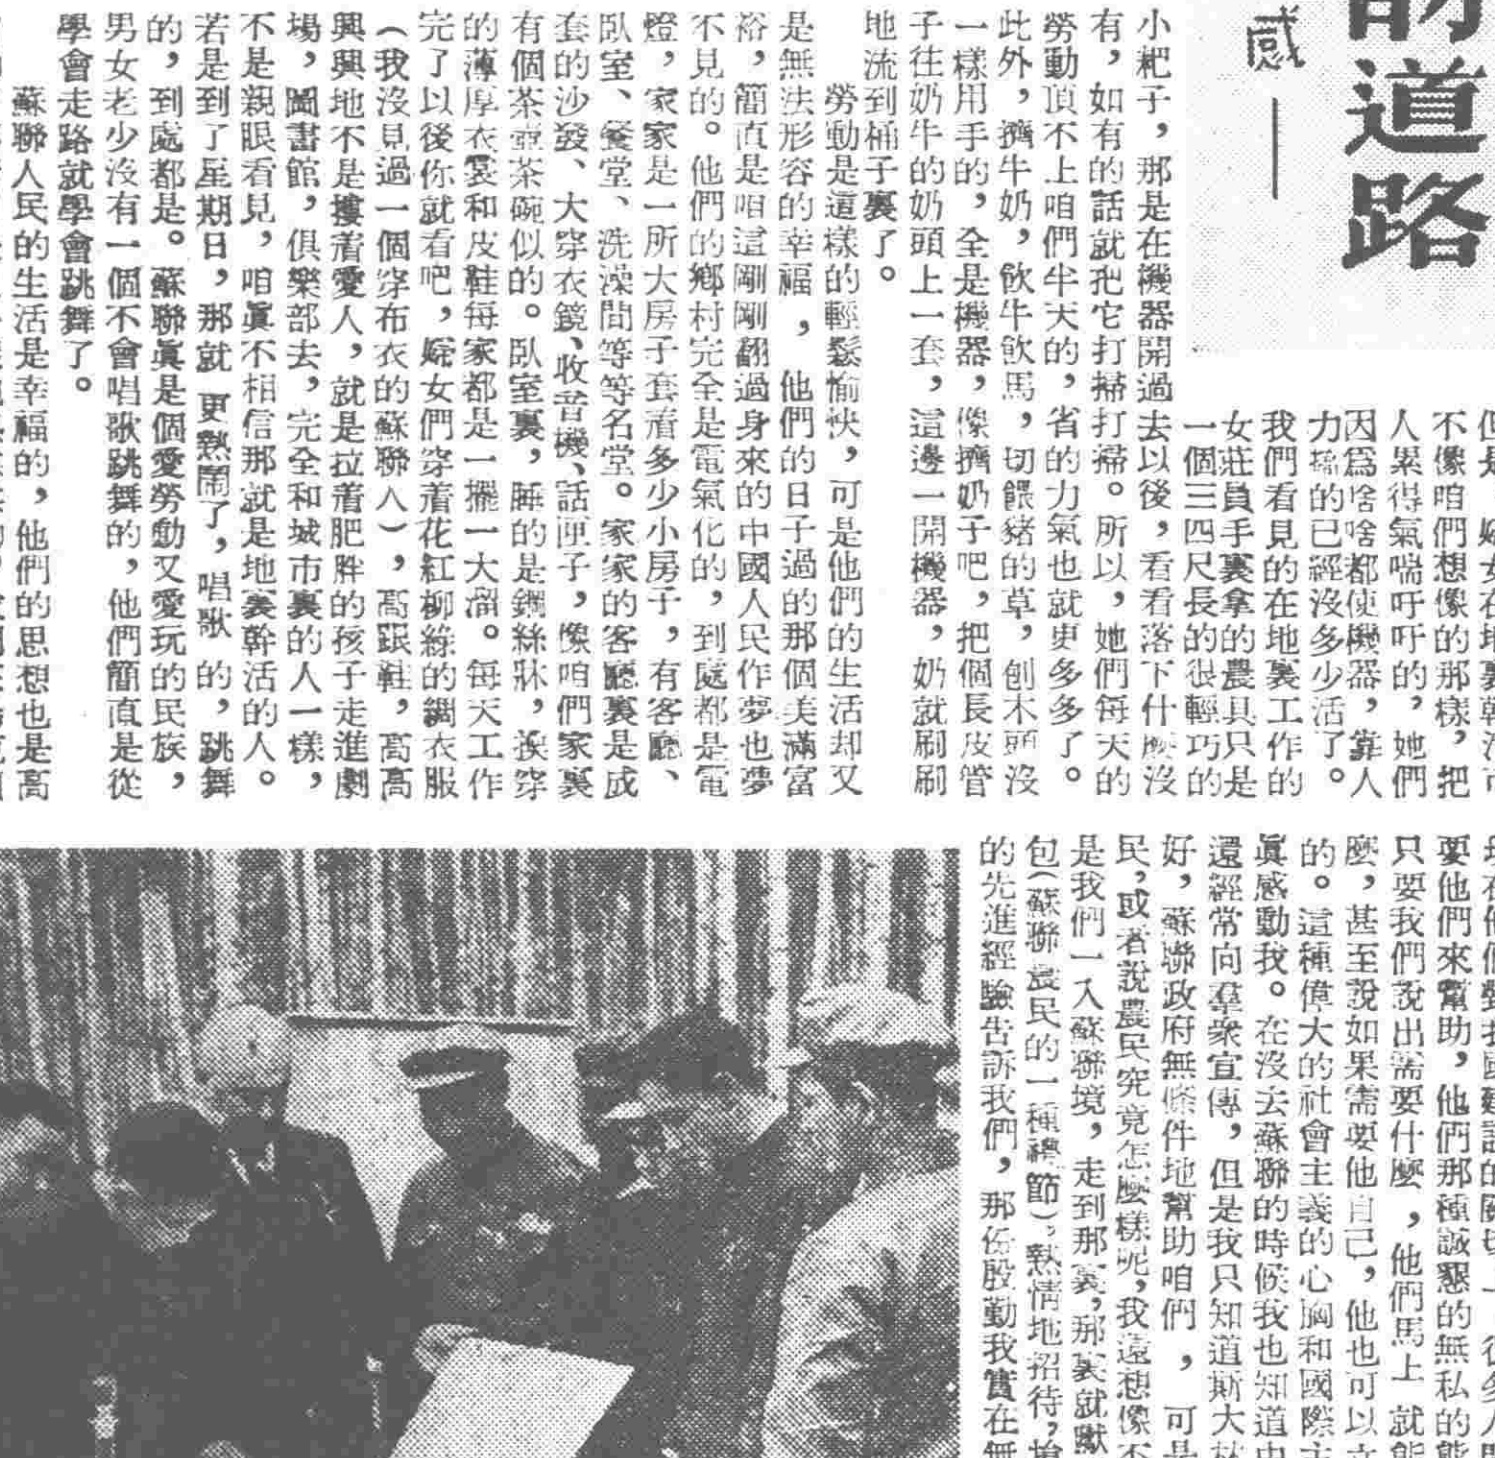 的道路
感——
不像咱們想像的那樣,把
人累得氣喘吁吁的,她們
因爲啥啥都使機器,靠人
力搞的已經沒多少活了。
我們看見的在地裏工作的
女莊員手裏拿的農具只是
一個三四尺長的很輕巧的
小耙子,那是在機器開過去以後,看看落下什麼沒
有,如有的話就把它打掃打掃。所以,她們每天的
勞動頂不上咱們半天的,省的力氣也就更多多了。
此外,擠牛奶,飲牛飲馬,切餵豬的草,刨木頭沒
一樣用手的,全是機器,像擠奶子吧,把個長皮管
子往奶牛的奶頭上一套,這邊一開機器,奶就刷刷
地流到桶子裏了。
勞動是這樣的輕鬆愉快,可是他們的生活却又
是無法形容的幸福,他們的日子過的那個美滿富
裕,簡直是咱這剛剛翻過身來的中國人民作夢也夢
不見的。他們的鄉村完全是電氣化的,到處都是電
燈,家家是一所大房子套着多少小房子,有客廳、
臥室、餐堂、洗澡間等等名堂。家家的客廳裏是成
套的沙發、大穿衣鏡、收音機、話匣子,像咱們家裏
有個茶壺茶碗似的。臥室裏,睡的是鋼絲牀,換穿
的薄厚衣裳和皮鞋每家都是一擺一大溜。每天工作
完了以後你就看吧,婦女們穿着花紅柳綠的綢衣服
(我沒見過一個穿布衣的蘇聯人),高跟鞋,高高
興興地不是摟着愛人,就是拉着肥胖的孩子走進劇
場,圖書館,俱樂部去,完全和城市裏的人一樣,
不是親眼看見,咱眞不相信那就是地裏幹活的人。
若是到了星期日,那就更熱鬧了,唱歌的,跳舞
的,到處都是。蘇聯眞是個愛勞動又愛玩的民族,
男女老少沒有一個不會唱歌跳舞的,他們簡直是從
學會走路就學會跳舞了。
蘇聯人民的生活是幸福的,他們的思想也是高
要他們來幫助,他們那種誠懇的無私的
只要我們說出需要什麼,他們馬上就能
麼,甚至說如果需要他自己,他也可以
的。這種偉大的社會主義的心胸和國際主
眞感動我。在沒去蘇聯的時候我也知道
還經常向羣衆宣傳,但是我只知道斯大林
好,蘇聯政府無條件地幫助咱們,可是
民,或者說農民究竟怎麼樣呢,我還想像不
是我們一入蘇聯境,走到那裏,那裏就獻
包(蘇聯農民的一種禮節),熱情地招待,搶
的先進經驗告訴我們,那份殷勤我實在無